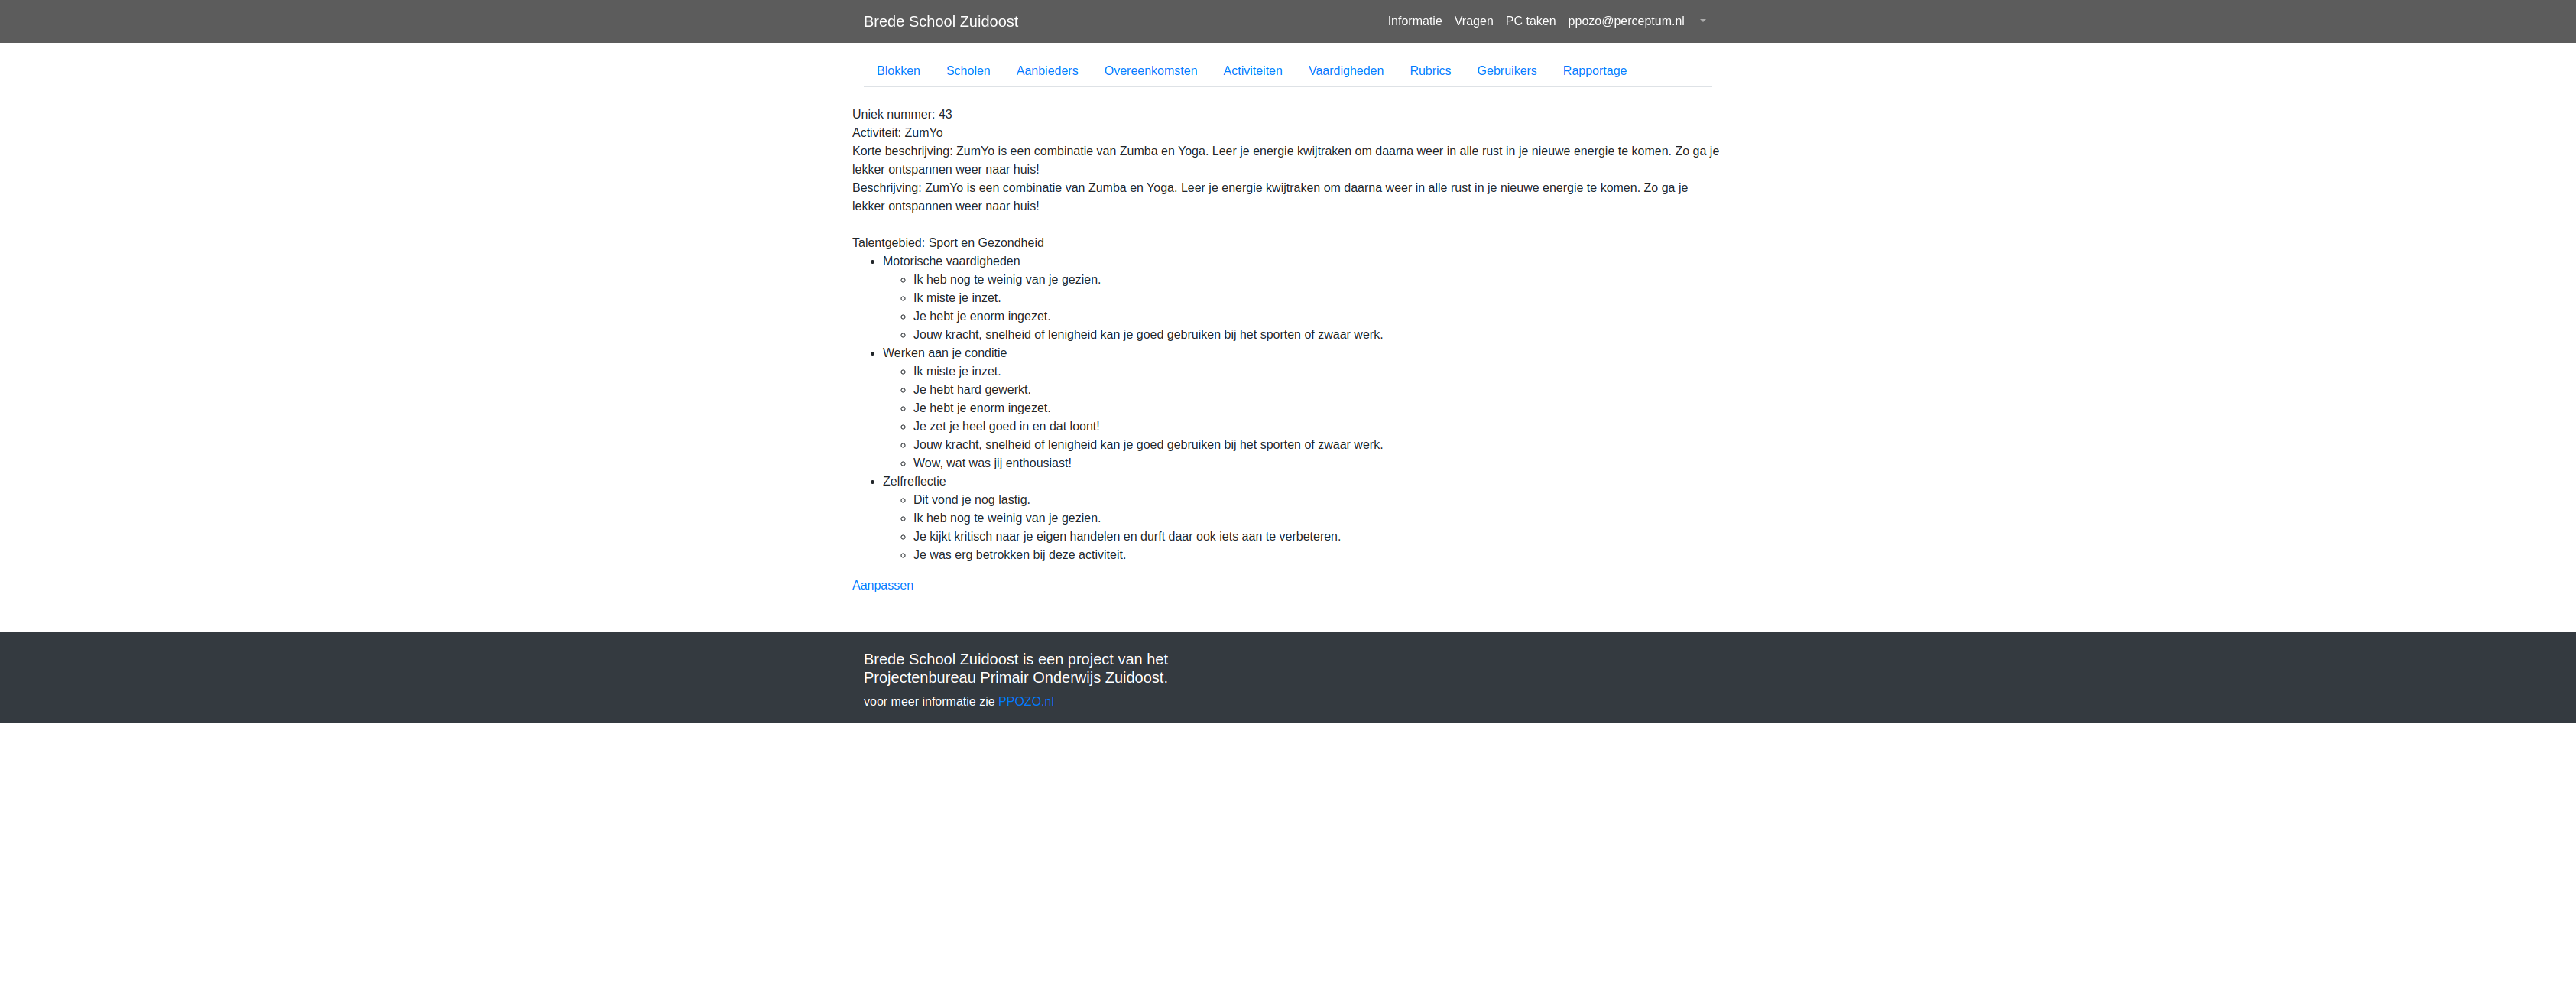 Brede School Zuidoost
Informatie Vragen PC taken ppozo@perceptum.nl
Blokken Scholen Aanbieders Overeenkomsten Activiteiten Vaardigheden Rubrics Gebruikers Rapportage
Uniek nummer: 43
Activiteit: ZumYo
Korte beschrijving: ZumYo is een combinatie van Zumba en Yoga. Leer je energie kwijtraken om daarna weer in alle rust in je nieuwe energie te komen. Zo ga je
lekker ontspannen weer naar huis!
Beschrijving: ZumYo is een combinatie van Zumba en Yoga. Leer je energie kwijtraken om daarna weer in alle rust in je nieuwe energie te komen. Zo ga je
lekker ontspannen weer naar huis!
Talentgebied: Sport en Gezondheid
Motorische vaardigheden
Ik heb nog te weinig van je gezien.
Ik miste je inzet.
Je hebt je enorm ingezet.
Jouw kracht, snelheid of lenigheid kan je goed gebruiken bij het sporten of zwaar werk.
Werken aan je conditie
Ik miste je inzet.
Je hebt hard gewerkt.
Je hebt je enorm ingezet.
Je zet je heel goed in en dat loont!
Jouw kracht, snelheid of lenigheid kan je goed gebruiken bij het sporten of zwaar werk.
Wow, wat was jij enthousiast!
Zelfreflectie
Dit vond je nog lastig.
Ik heb nog te weinig van je gezien.
Je kijkt kritisch naar je eigen handelen en durft daar ook iets aan te verbeteren.
Je was erg betrokken bij deze activiteit.
Aanpassen
Brede School Zuidoost is een project van het
Projectenbureau Primair Onderwijs Zuidoost.
voor meer informatie zie PPOZO.nl